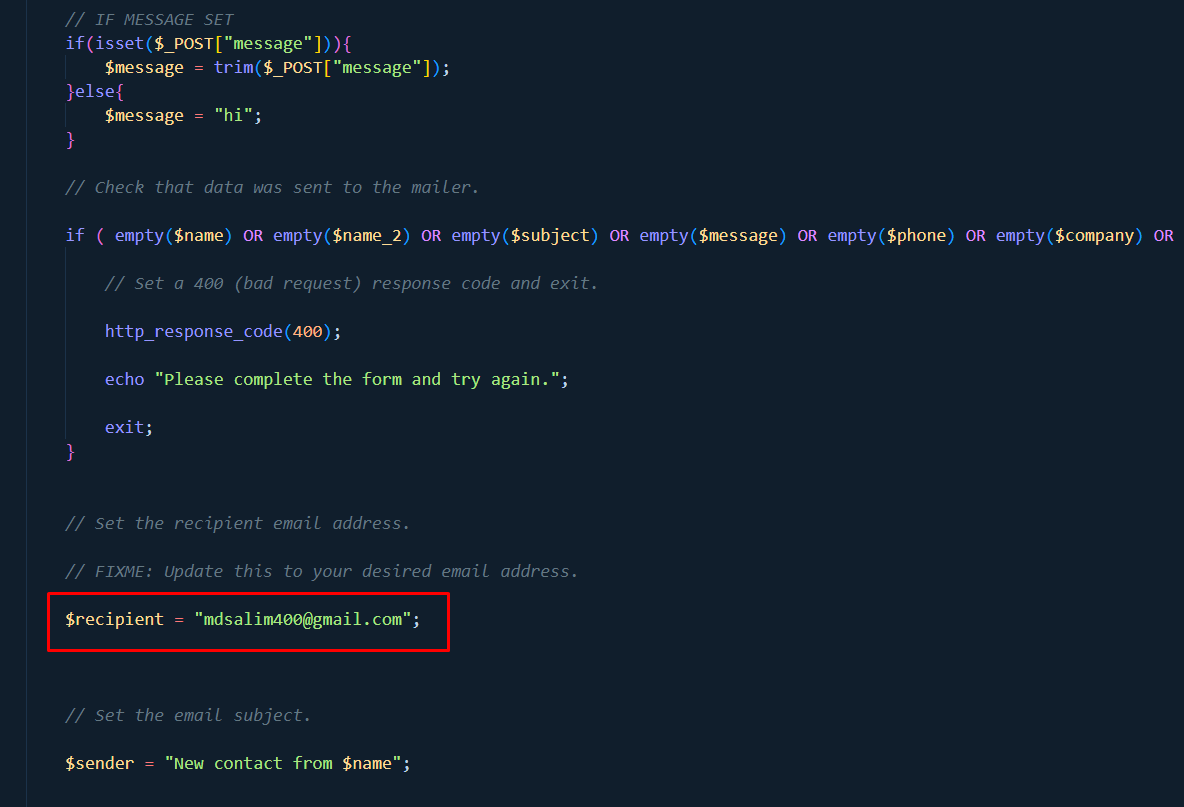 // IF MESSAGE SET
if(isset($_POST["message"])){
$message = trim($_POST["message"]);
}else{
$message = "hi";
}
// Check that data was sent to the mailer.
if ( empty($name) OR empty($name_2) OR empty($subject) OR empty($message) OR empty($phone) OR empty($company) OR
// Set a 400 (bad request) response code and exit.
http_response_code(400);
echo "Please complete the form and try again.";
exit;
}
// Set the recipient email address.
// FIXME: Update this to your desired email address.
$recipient = "mdsalim400@gmail.com";
// Set the email subject.
$sender = "New contact from $name";